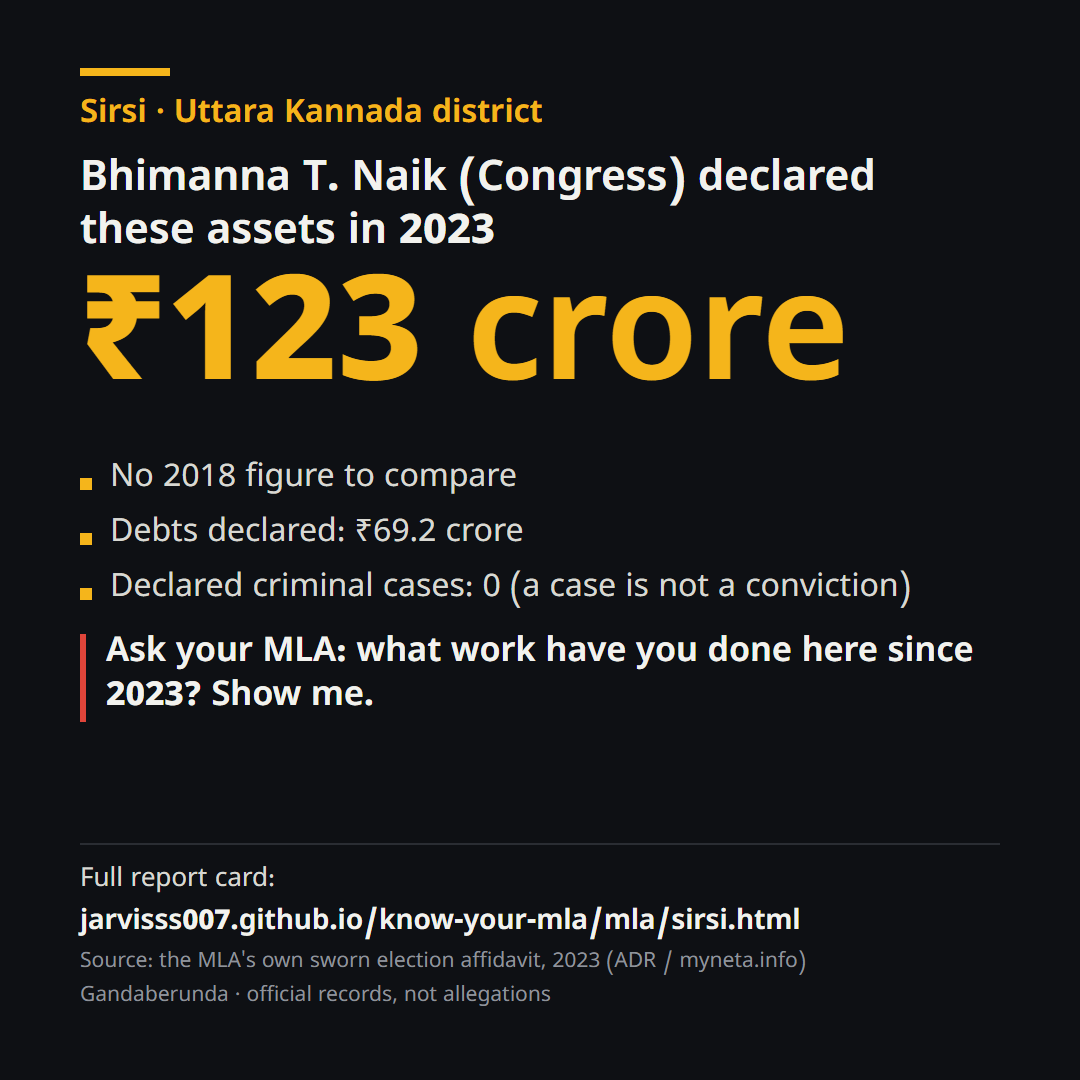 Sirsi · Uttara Kannada district
Bhimanna T. Naik (Congress) declared
these assets in 2023
₹123 crore
No 2018 figure to compare
Debts declared: ₹69.2 crore
Declared criminal cases: 0 (a case is not a conviction)
Ask your MLA: what work have you done here since
2023? Show me.
Full report card:
jarvisss007.github.io/know-your-mla/mla/sirsi.html
Source: the MLA's own sworn election affidavit, 2023 (ADR / myneta.info)
Gandaberunda · official records, not allegations